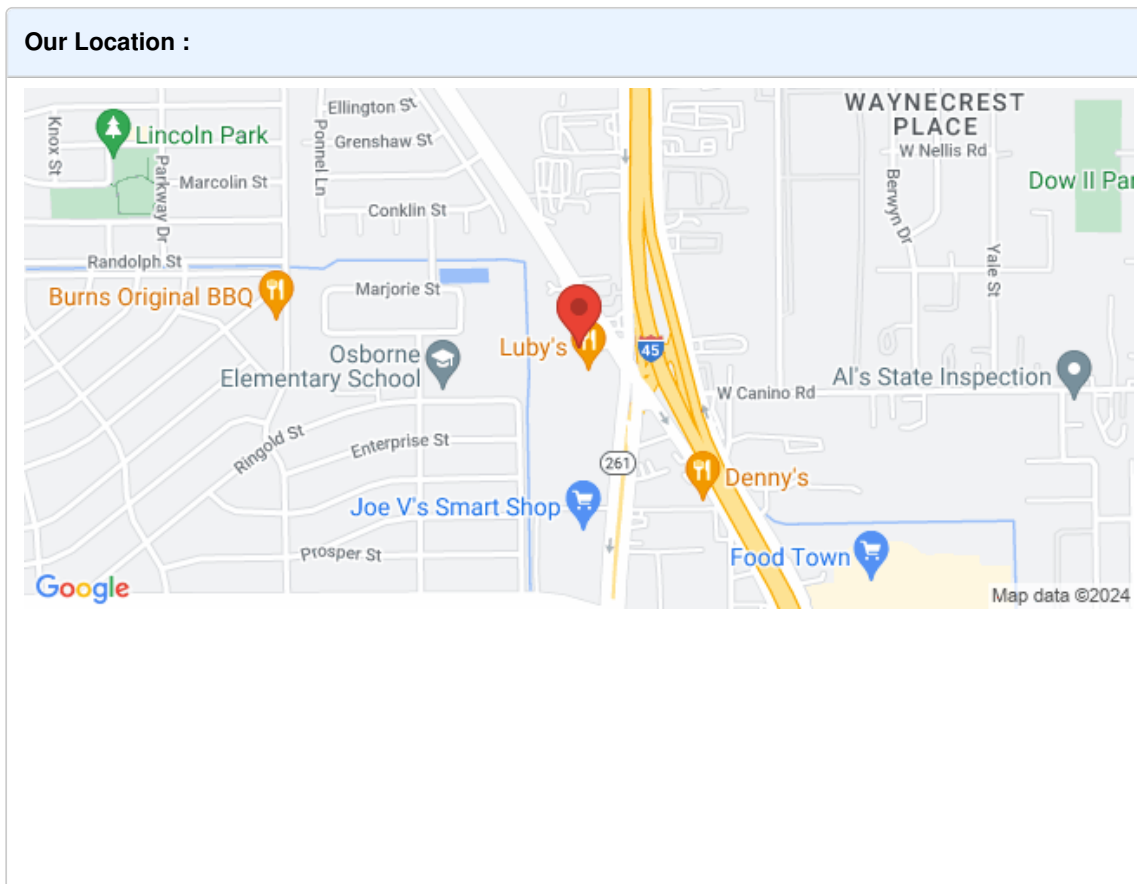 Our Location :
Ellington St
WAYNECREST
PLACE
Knox St
Lincoln Park
Ponnel Ln
Grenshaw St
W Nellis Rd
Parkway Dr
Marcolin St
Berwyn Dr
Dow II Par
Conklin St
Randolph St
Yale St
Burns Original BBQ
Marjorie St
Luby's
45
Osborne
Elementary School
Al's State Inspection
W Canino Rd
Ringold St
Enterprise St
261
Denny's
Joe V's Smart Shop
Prosper St
Food Town
Google
Map data ©2024